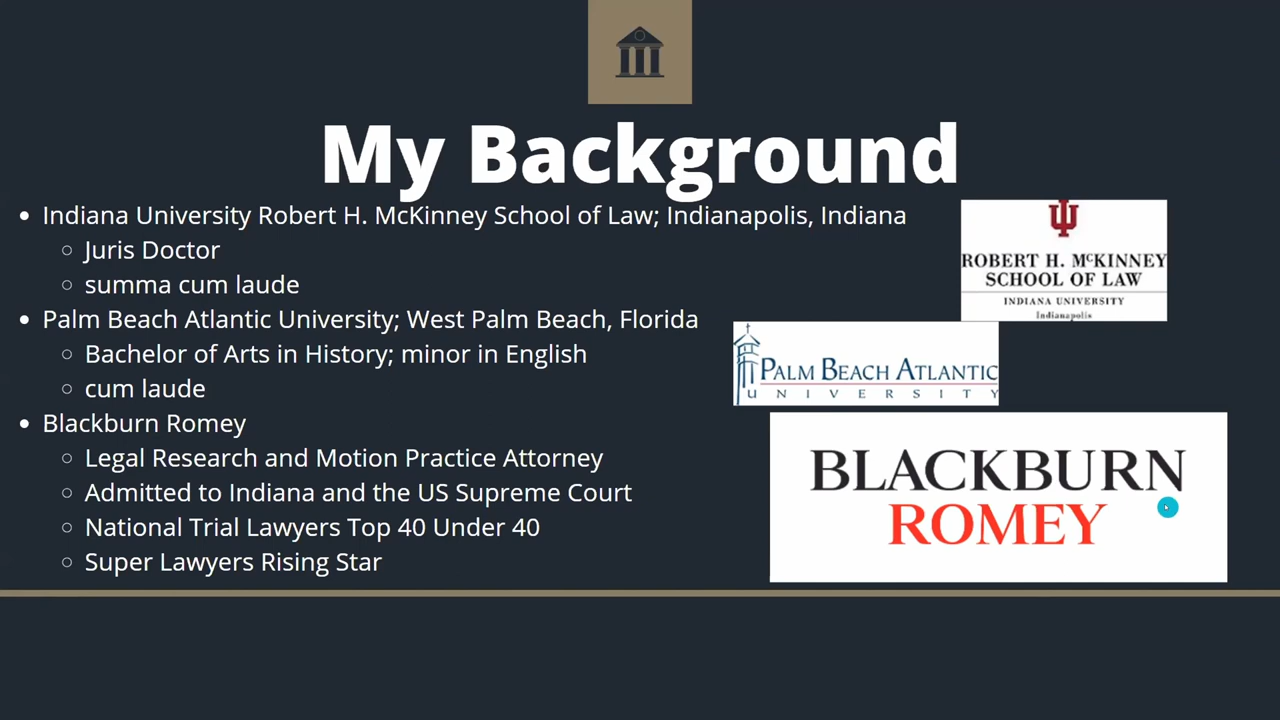 My Background
• Indiana University Robert H. McKinney School of Law; Indianapolis, Indiana
○ Juris Doctor
○ summa cum laude
• Palm Beach Atlantic University; West Palm Beach, Florida
○ Bachelor of Arts in History; minor in English
○ cum laude
• Blackburn Romey
○ Legal Research and Motion Practice Attorney
○ Admitted to Indiana and the US Supreme Court
○ National Trial Lawyers Top 40 Under 40
○ Super Lawyers Rising Star
ROBERT H. McKINNEY
SCHOOL OF LAW
INDIANA UNIVERSITY
Indianapolis
PALM BEACH ATLANTIC
UNIVERSITY
BLACKBURN
ROMEY